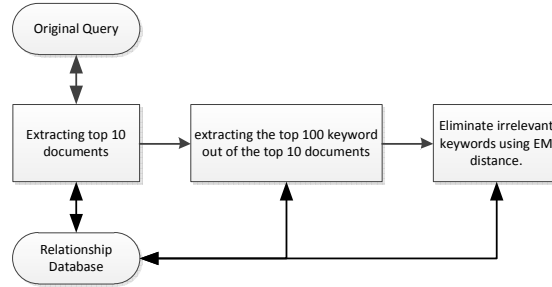 Original Query
Extracting top 10
documents
extracting the top 100 keyword
out of the top 10 documents
Eliminate irrelevant
keywords using EM
distance.
Relationship
Database